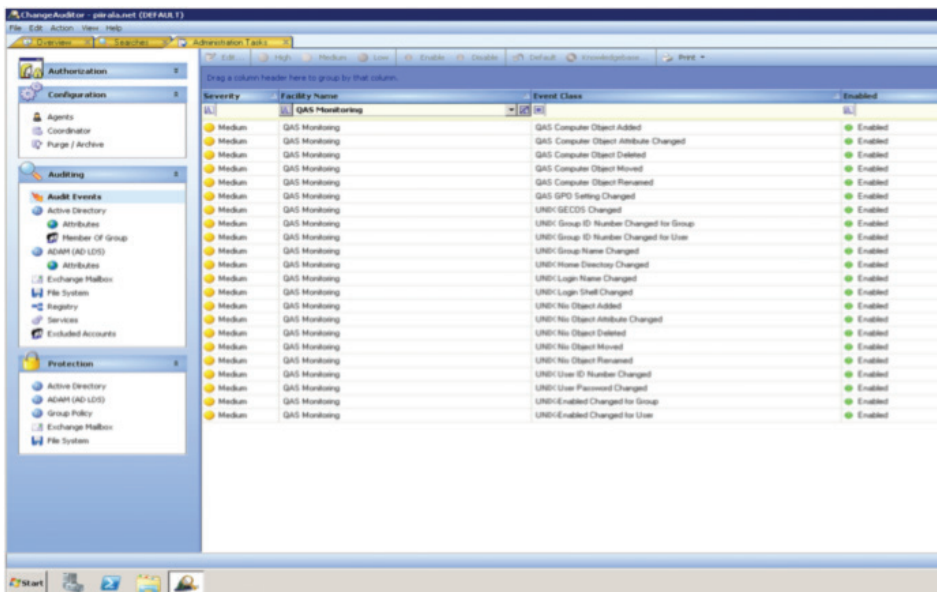 ChangeAuditor - piirala.net (DEFAULT)
File Edit Action View Help
Overview Searches Administration Tasks
Edit... High Medium Low Enable Disable Default Knowledgebase... Print
Drag a column header here to group by that column.
Severity Facility Name Event Class Enabled
QAS Monitoring
Medium QAS Monitoring QAS Computer Object Added Enabled
Medium QAS Monitoring QAS Computer Object Attribute Changed Enabled
Medium QAS Monitoring QAS Computer Object Deleted Enabled
Medium QAS Monitoring QAS Computer Object Moved Enabled
Medium QAS Monitoring QAS Computer Object Renamed Enabled
Medium QAS Monitoring QAS GPO Setting Changed Enabled
Medium QAS Monitoring UNIX GECOS Changed Enabled
Medium QAS Monitoring UNIX Group ID Number Changed for Group Enabled
Medium QAS Monitoring UNIX Group ID Number Changed for User Enabled
Medium QAS Monitoring UNIX Group Name Changed Enabled
Medium QAS Monitoring UNIX Home Directory Changed Enabled
Medium QAS Monitoring UNIX Login Name Changed Enabled
Medium QAS Monitoring UNIX Login Shell Changed Enabled
Medium QAS Monitoring UNIX Nis Object Added Enabled
Medium QAS Monitoring UNIX Nis Object Attribute Changed Enabled
Medium QAS Monitoring UNIX Nis Object Deleted Enabled
Medium QAS Monitoring UNIX Nis Object Moved Enabled
Medium QAS Monitoring UNIX Nis Object Renamed Enabled
Medium QAS Monitoring UNIX User ID Number Changed Enabled
Medium QAS Monitoring UNIX User Password Changed Enabled
Medium QAS Monitoring UNIX-Enabled Changed for Group Enabled
Medium QAS Monitoring UNIX-Enabled Changed for User Enabled
Authorization
Configuration
Agents
Coordinator
Purge / Archive
Auditing
Audit Events
Active Directory
Attributes
Member Of Group
ADAM (AD LDS)
Attributes
Exchange Mailbox
File System
Registry
Services
Excluded Accounts
Protection
Active Directory
ADAM (AD LDS)
Group Policy
Exchange Mailbox
File System
Start